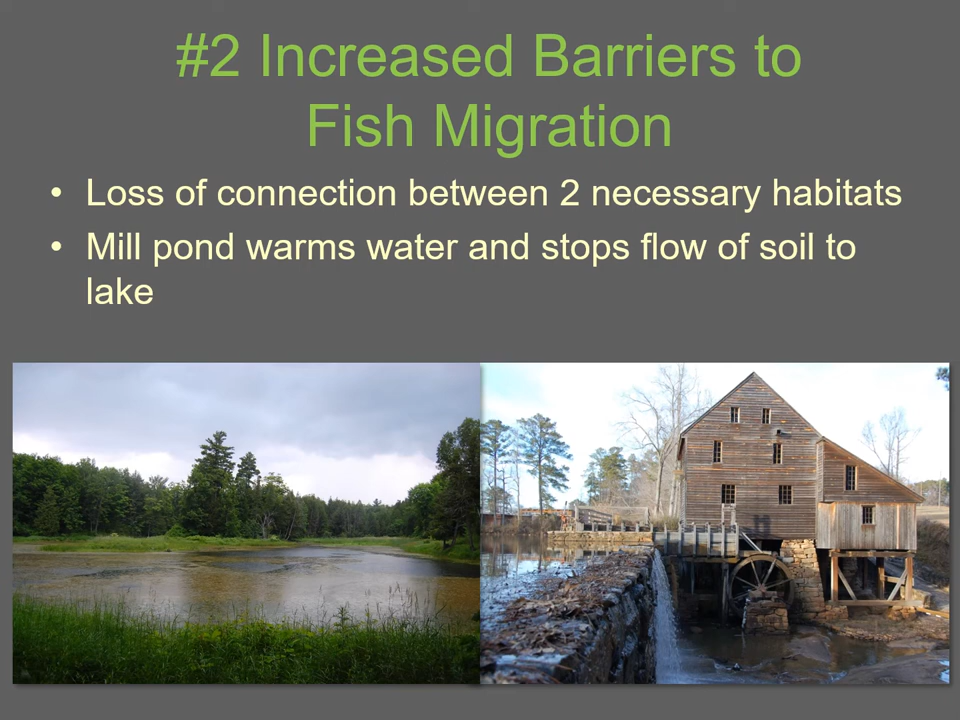 #2 Increased Barriers to
Fish Migration
• Loss of connection between 2 necessary habitats
• Mill pond warms water and stops flow of soil to
lake